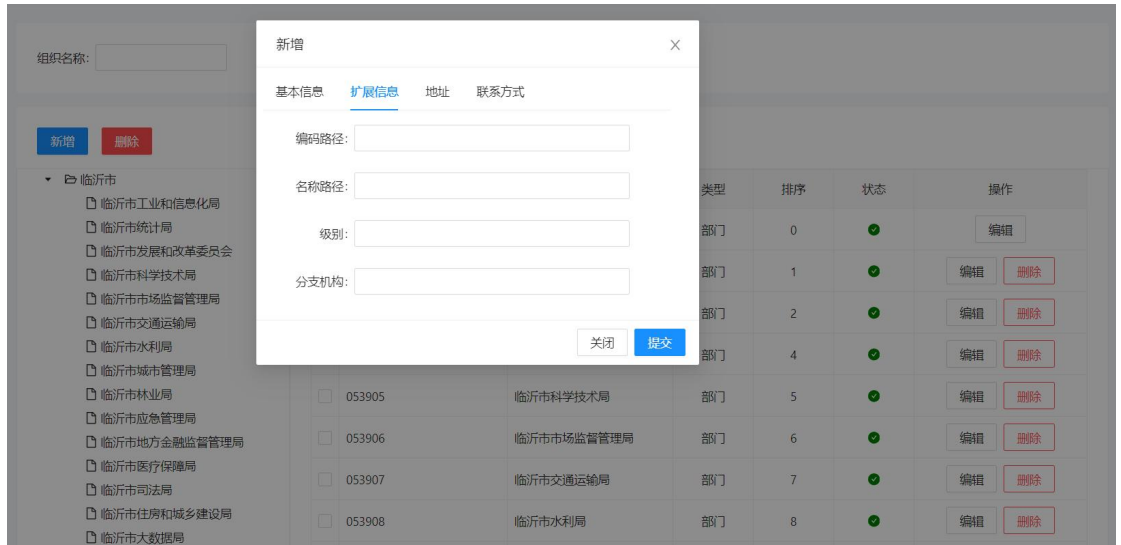 组织名称:
新增
基本信息 扩展信息 地址 联系方式
编码路径:
名称路径:
级别:
分支机构:
关闭 提交
新增 删除
临沂市
临沂市工业和信息化局
临沂市统计局
临沂市发展和改革委员会
临沂市科学技术局
临沂市市场监督管理局
临沂市交通运输局
临沂市水利局
临沂市城市管理局
临沂市林业局
临沂市应急管理局
临沂市地方金融监督管理局
临沂市医疗保障局
临沂市司法局
临沂市住房和城乡建设局
临沂市大数据局
类型 排序 状态 操作
部门 0 编辑
部门 1 编辑 删除
部门 2 编辑 删除
部门 4 编辑 删除
053905 临沂市科学技术局 部门 5 编辑 删除
053906 临沂市市场监督管理局 部门 6 编辑 删除
053907 临沂市交通运输局 部门 7 编辑 删除
053908 临沂市水利局 部门 8 编辑 删除